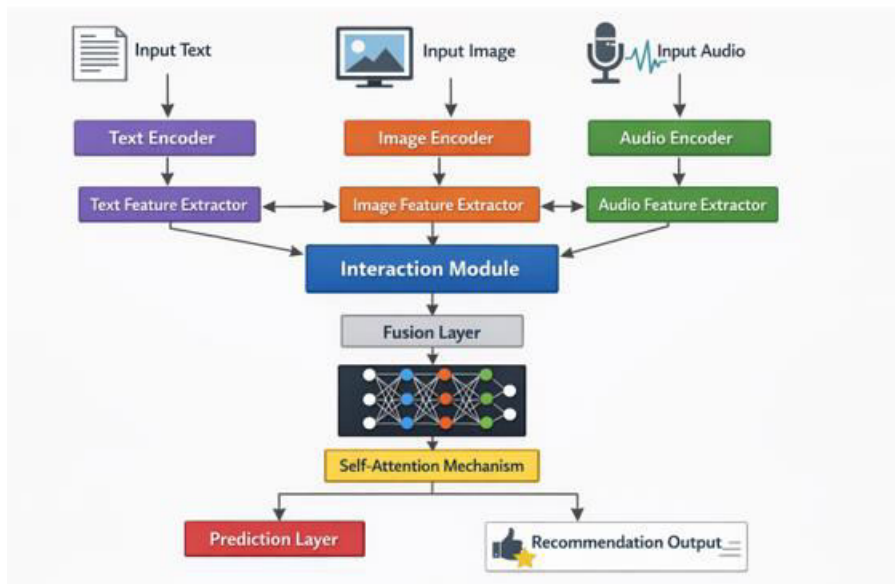 Input Text
Input Image
Input Audio
Text Encoder
Image Encoder
Audio Encoder
Text Feature Extractor
Image Feature Extractor
Audio Feature Extractor
Interaction Module
Fusion Layer
Self-Attention Mechanism
Prediction Layer
Recommendation Output